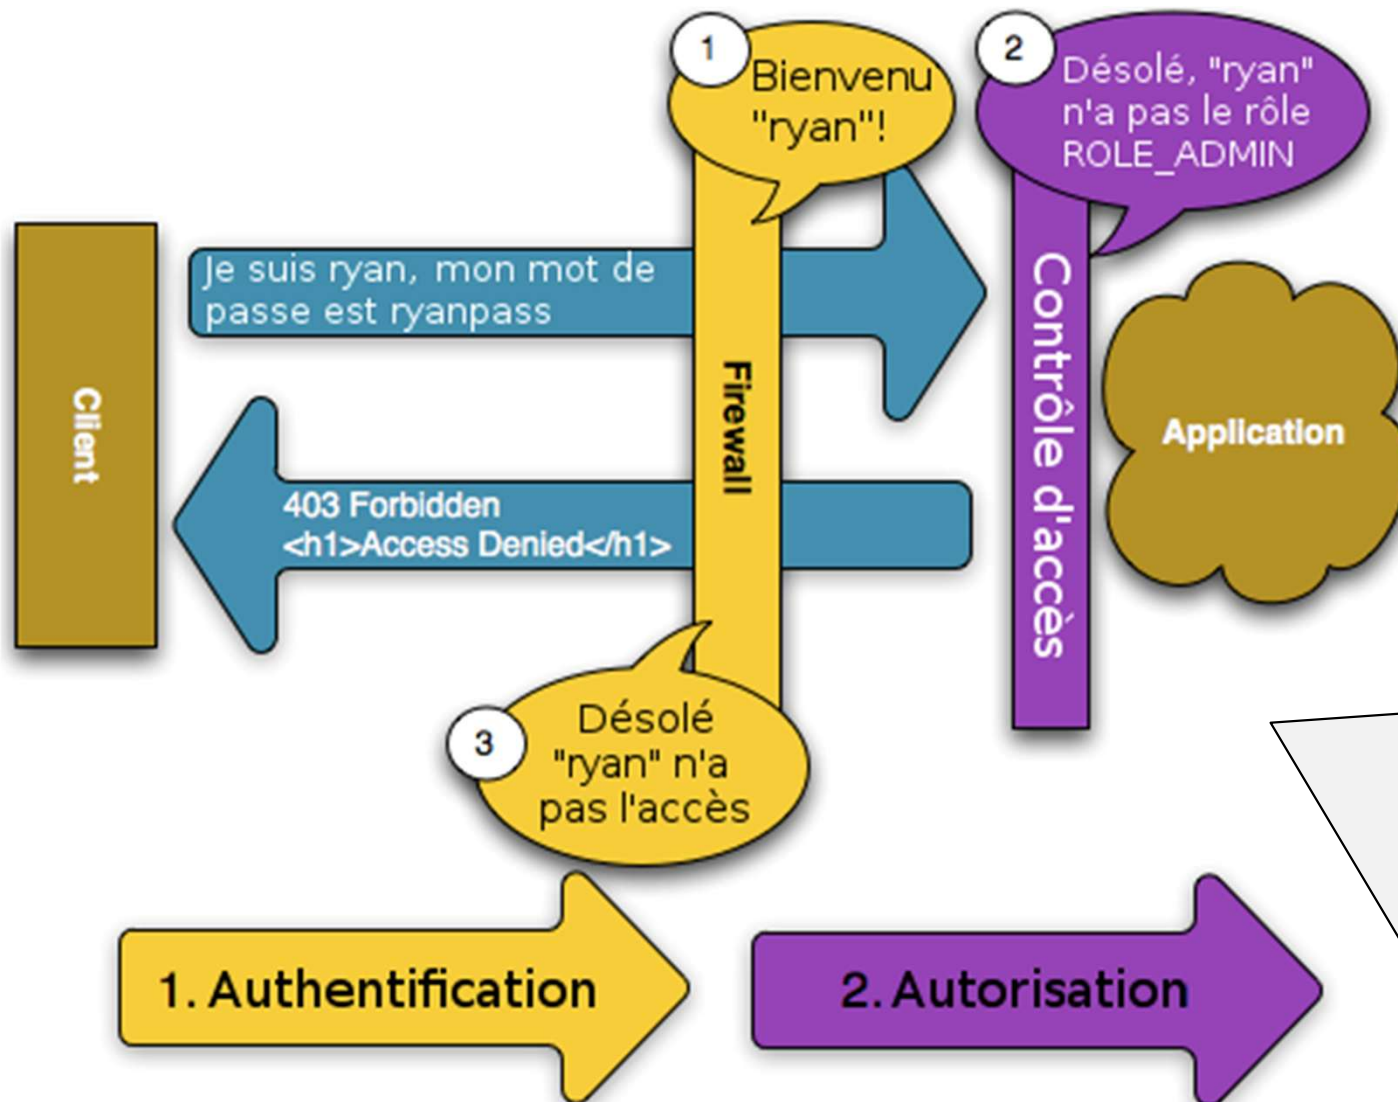 1
Bienvenu
"ryan"!
2
Désolé, "ryan"
n'a pas le rôle
ROLE_ADMIN
Je suis ryan, mon mot de
passe est ryanpass
Client
Firewall
Contrôle d'accès
Application
403 Forbidden
<h1>Access Denied</h1>
3
Désolé
"ryan" n'a
pas l'accès
1. Authentification
2. Autorisation